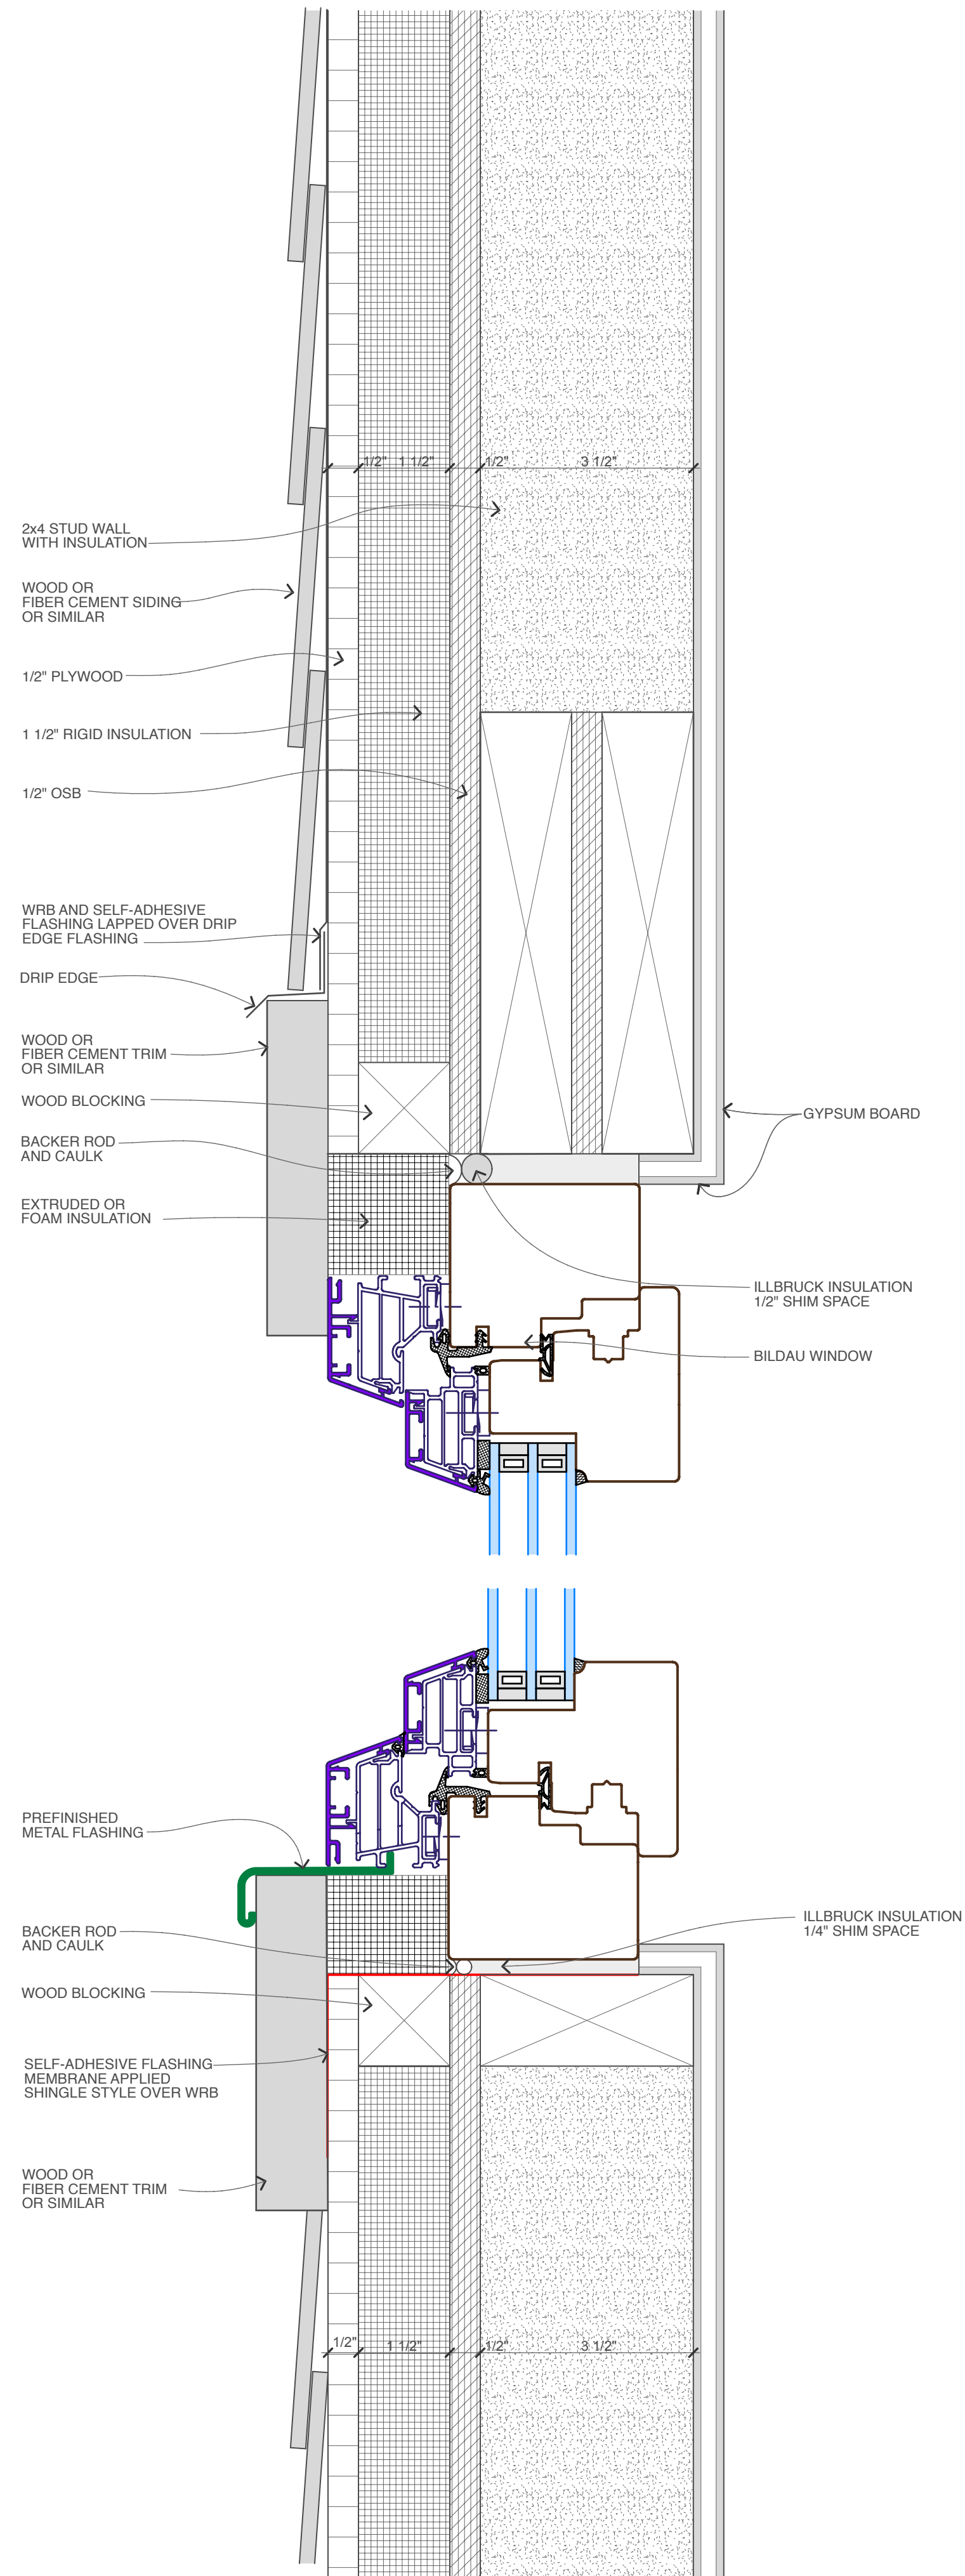 1/2" 1 1/2" 1/2" 3 1/2"
2x4 STUD WALL
WITH INSULATION
WOOD OR
FIBER CEMENT SIDING
OR SIMILAR
1/2" PLYWOOD
1 1/2" RIGID INSULATION
1/2" OSB
WRB AND SELF-ADHESIVE
FLASHING LAPPED OVER DRIP
EDGE FLASHING
DRIP EDGE
WOOD OR
FIBER CEMENT TRIM
OR SIMILAR
WOOD BLOCKING
GYPSUM BOARD
BACKER ROD
AND CAULK
EXTRUDED OR
FOAM INSULATION
ILLBRUCK INSULATION
1/2" SHIM SPACE
BILDAU WINDOW
PREFINISHED
METAL FLASHING
ILLBRUCK INSULATION
1/4" SHIM SPACE
BACKER ROD
AND CAULK
WOOD BLOCKING
SELF-ADHESIVE FLASHING
MEMBRANE APPLIED
SHINGLE STYLE OVER WRB
WOOD OR
FIBER CEMENT TRIM
OR SIMILAR
1/2" 1 1/2" 1/2" 3 1/2"